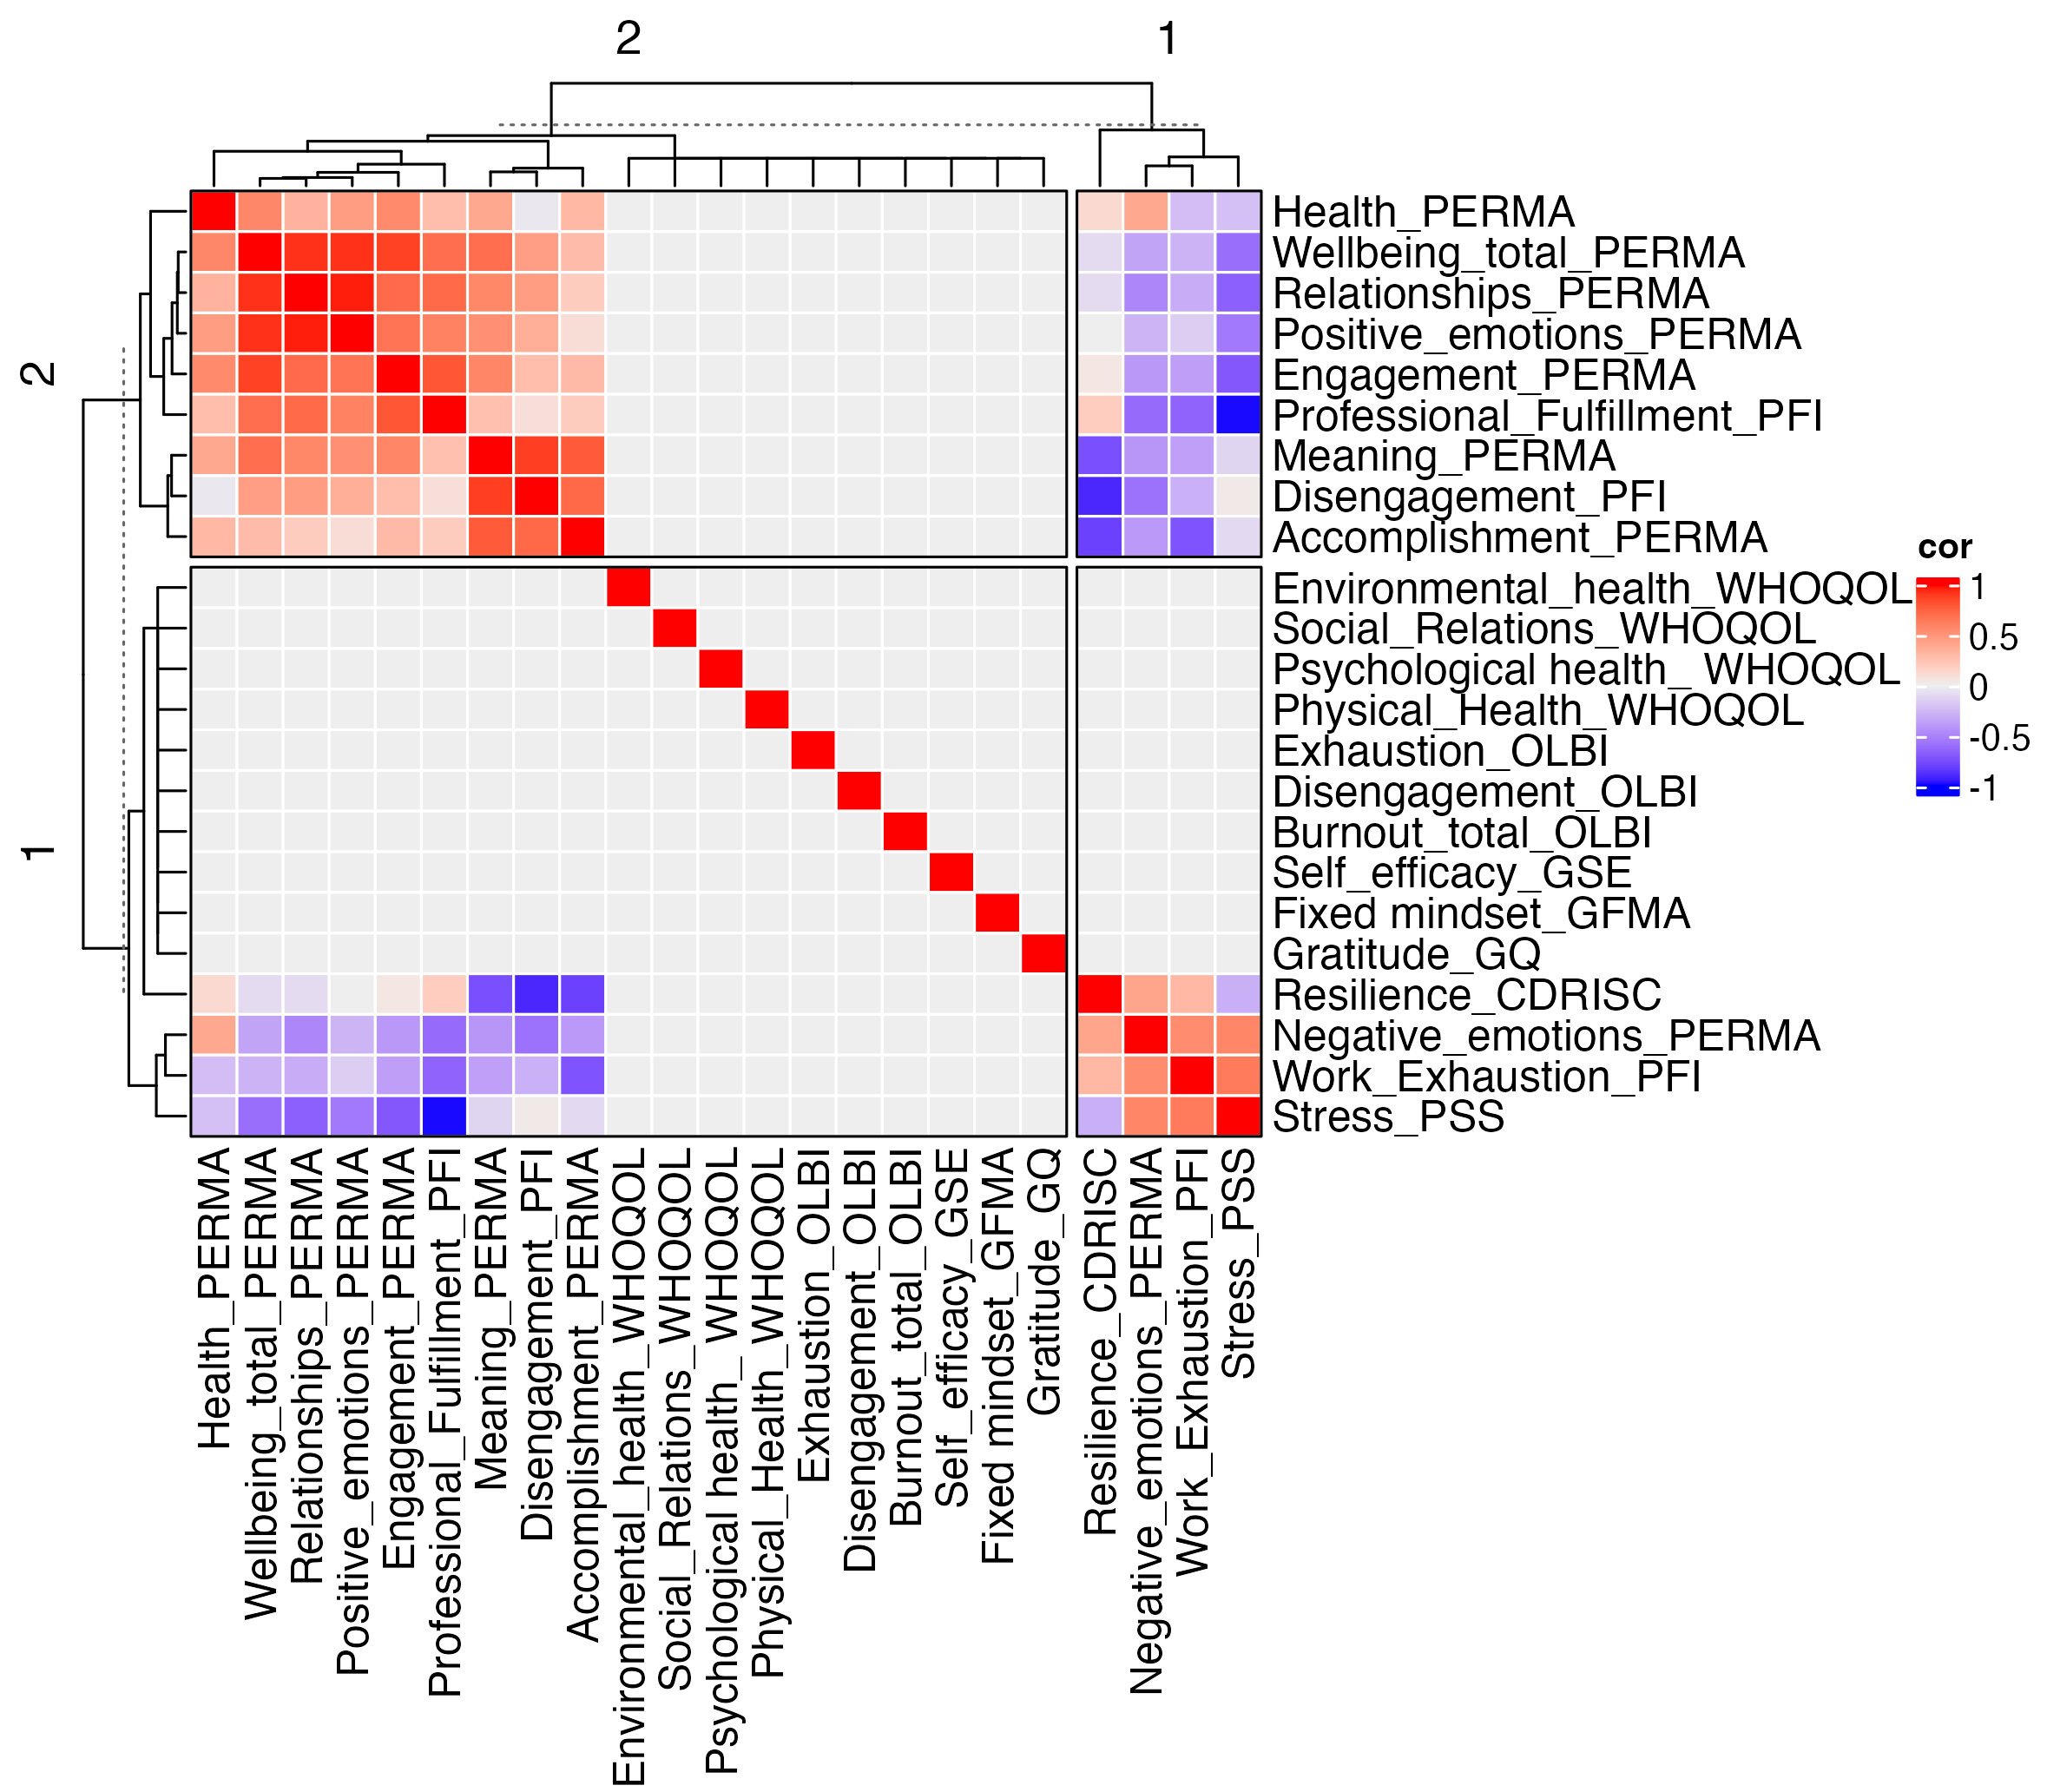 2
1
2
1
Health_PERMA
Wellbeing_total_PERMA
Relationships_PERMA
Positive_emotions_PERMA
Engagement_PERMA
Professional_Fulfillment_PFI
Meaning_PERMA
Disengagement_PFI
Accomplishment_PERMA
Environmental_health_WHOQOL
Social_Relations_WHOQOL
Psychological health_ WHOQOL
Physical_Health_WHOQOL
Exhaustion_OLBI
Disengagement_OLBI
Burnout_total_OLBI
Self_efficacy_GSE
Fixed mindset_GFMA
Gratitude_GQ
Resilience_CDRISC
Negative_emotions_PERMA
Work_Exhaustion_PFI
Stress_PSS
cor
1
0.5
0
-0.5
-1
Health_PERMA
Wellbeing_total_PERMA
Relationships_PERMA
Positive_emotions_PERMA
Engagement_PERMA
Professional_Fulfillment_PFI
Meaning_PERMA
Disengagement_PFI
Accomplishment_PERMA
Environmental_health_WHOQOL
Social_Relations_WHOQOL
Psychological health_ WHOQOL
Physical_Health_WHOQOL
Exhaustion_OLBI
Disengagement_OLBI
Burnout_total_OLBI
Self_efficacy_GSE
Fixed mindset_GFMA
Gratitude_GQ
Resilience_CDRISC
Negative_emotions_PERMA
Work_Exhaustion_PFI
Stress_PSS